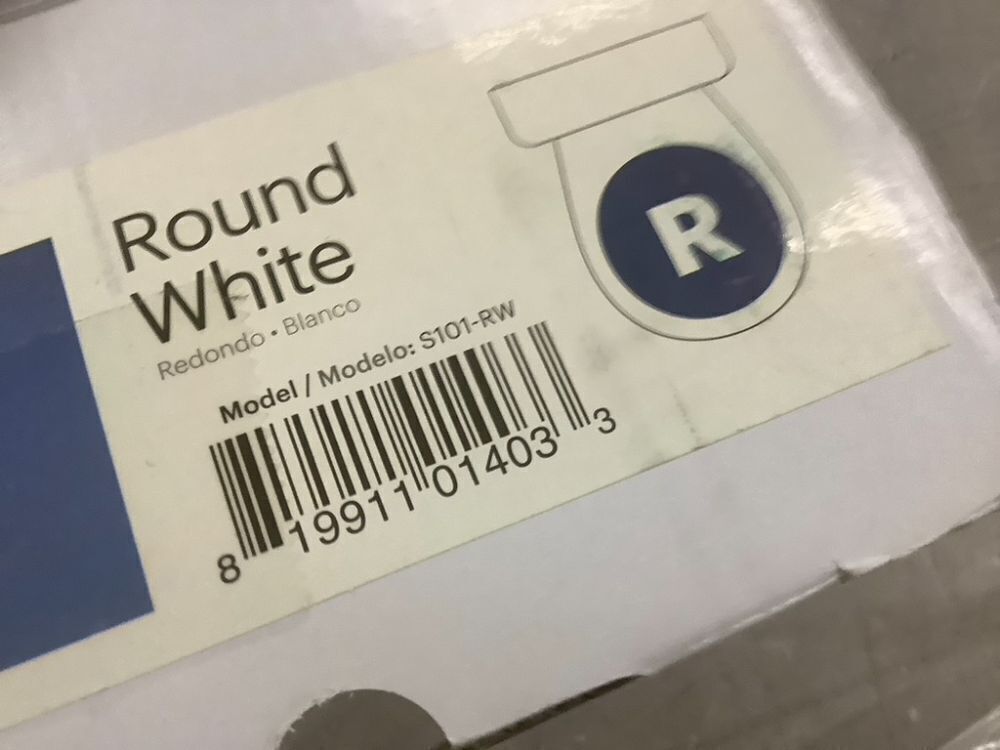 Round
White
Redondo • Blanco
Model / Modelo: S101-RW
8 19911 01403 3
R